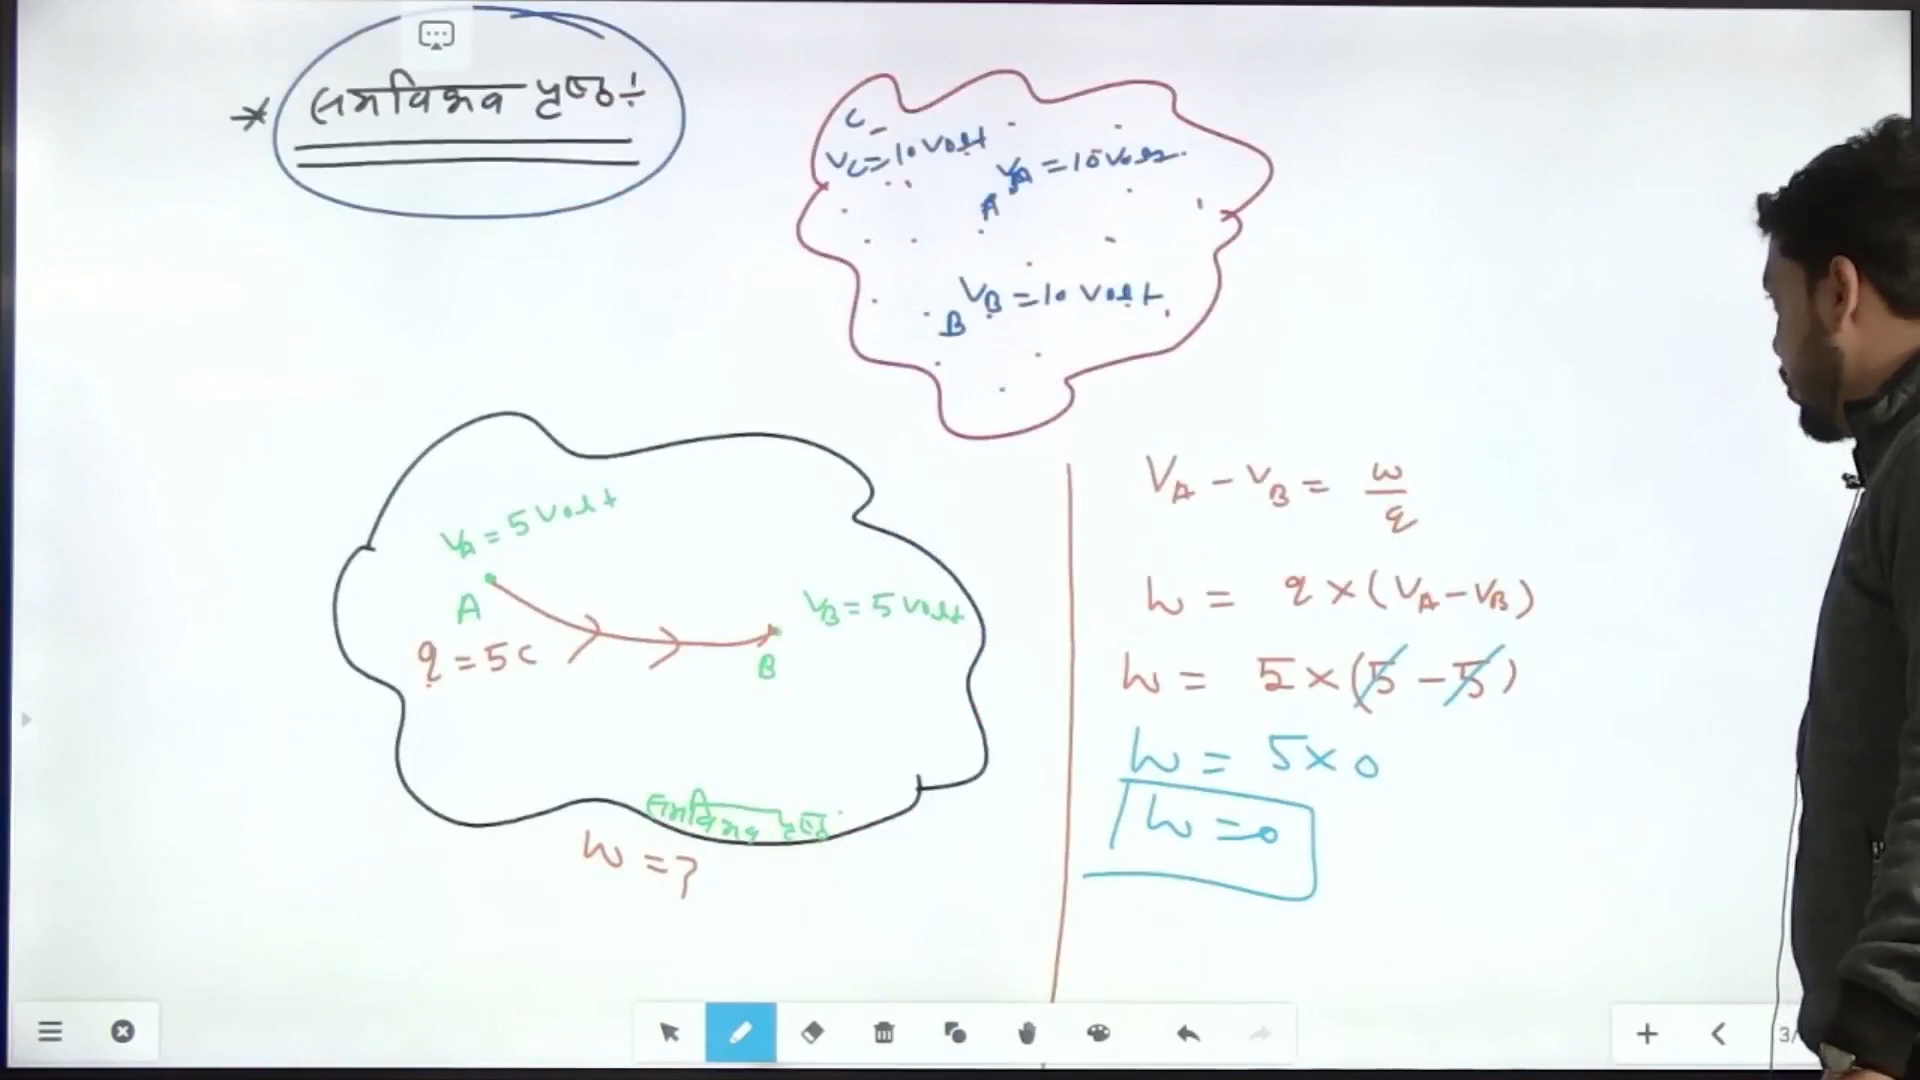 * समविभव पृष्ठ ÷
C
VC = 10 Volt
VA = 10 Volt
A
VB = 10 Volt
B
VA = 5 Volt
A
VB = 5 Volt
q = 5C
B
समविभव पृष्ठ
W = ?
VA - VB = w/q
W = q × (VA - VB)
W = 5 × (5 - 5)
W = 5 × 0
W = 0
3/